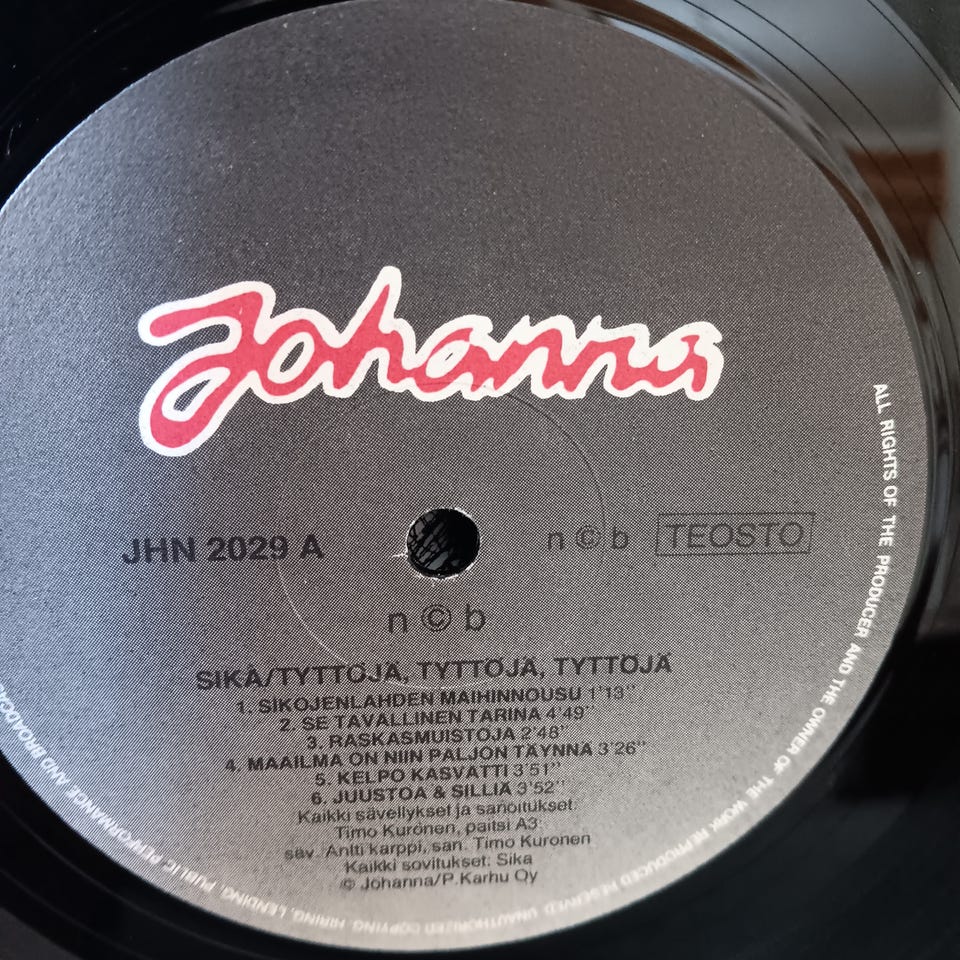 Johanna
JHN 2029 A
n © b TEOSTO
n © b
SIKA/TYTTÖJÄ, TYTTÖJÄ, TYTTÖJÄ
1. SIKOJENLAHDEN MAIHINNOUSU 1'13''
2. SE TAVALLINEN TARINA 4'49''
3. RASKASMUISTOJA 2'48''
4. MAAILMA ON NIIN PALJON TÄYNNÄ 3'26''
5. KELPO KASVATTI 3'51''
6. JUUSTOA & SILLIÄ 3'52''
Kaikki sävellykset ja sanoitukset:
Timo Kuronen, paitsi A3:
säv. Antti karppi, san. Timo Kuronen
Kaikki sovitukset: Sika
© Johanna/P.Karhu Oy
ALL RIGHTS OF THE PRODUCER AND THE OWNER OF THE WORK REPRODUCED RESERVED. UNAUTHORIZED COPYING, HIRING, LENDING, PUBLIC PERFORMANCE AND